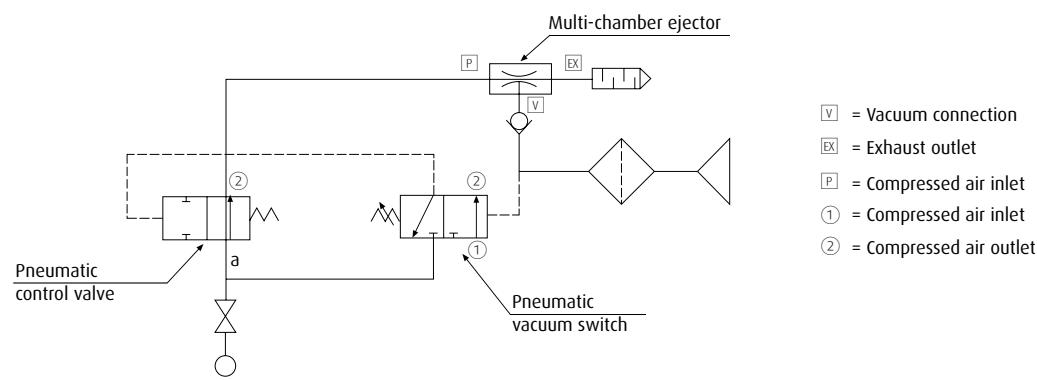 Multi-chamber ejector
P
EX
V
V = Vacuum connection
EX = Exhaust outlet
P = Compressed air inlet
1 = Compressed air inlet
2 = Compressed air outlet
2
2
1
a
Pneumatic
control valve
Pneumatic
vacuum switch